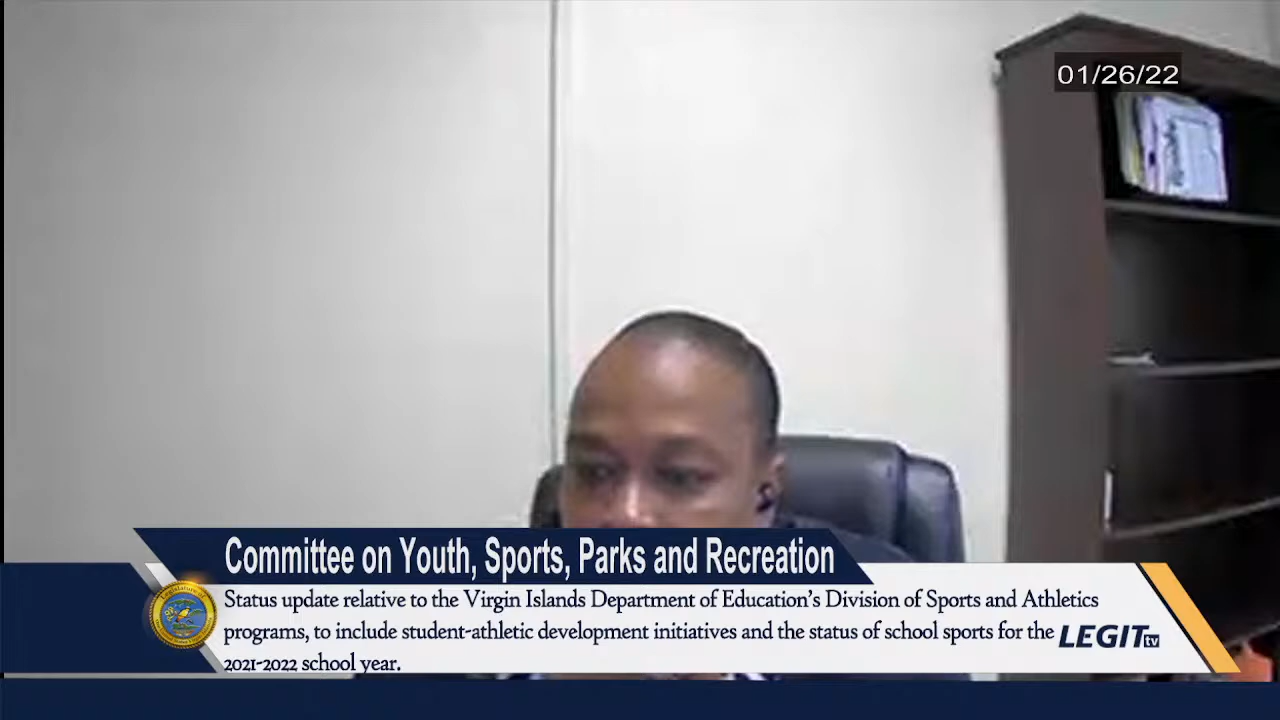 01/26/22
Committee on Youth, Sports, Parks and Recreation
Status update relative to the Virgin Islands Department of Education's Division of Sports and Athletics
programs, to include student-athletic development initiatives and the status of school sports for the
2021-2022 school year.
LEGIT tv
Legislature of